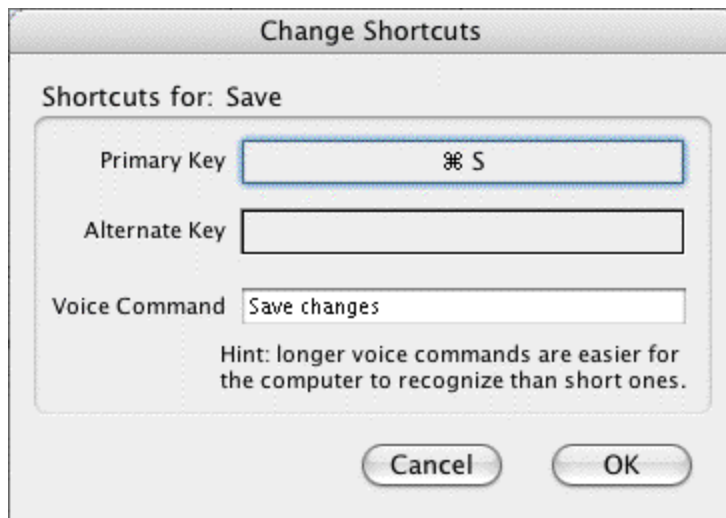 Change Shortcuts
Shortcuts for: Save
Primary Key ⌘ S
Alternate Key
Voice Command Save changes
Hint: longer voice commands are easier for
the computer to recognize than short ones.
Cancel OK